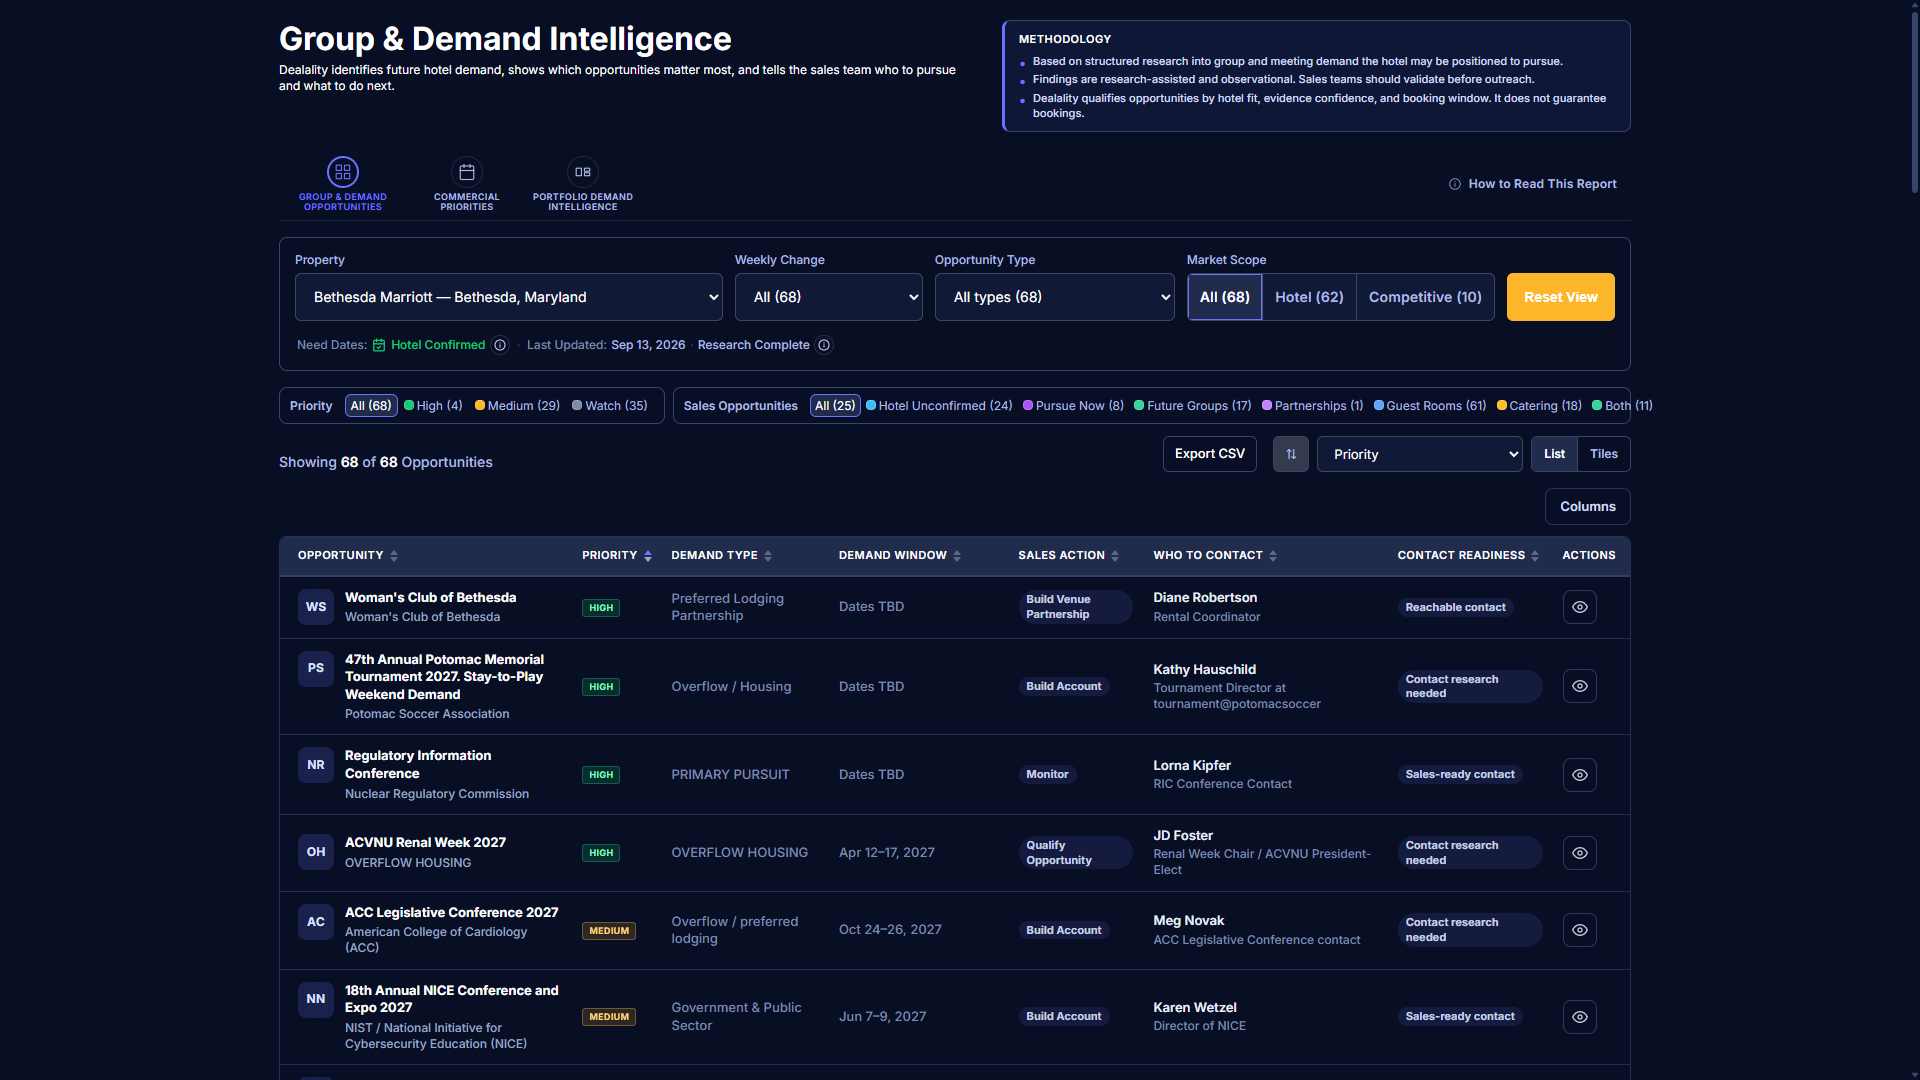 Group & Demand Intelligence
Dealality identifies future hotel demand, shows which opportunities matter most, and tells the sales team who to pursue
and what to do next.
METHODOLOGY
Based on structured research into group and meeting demand the hotel may be positioned to pursue.
Findings are research-assisted and observational. Sales teams should validate before outreach.
Dealality qualifies opportunities by hotel fit, evidence confidence, and booking window. It does not guarantee
bookings.
GROUP & DEMAND
OPPORTUNITIES
COMMERCIAL
PRIORITIES
PORTFOLIO DEMAND
INTELLIGENCE
How to Read This Report
Property
Weekly Change
Opportunity Type
Market Scope
Bethesda Marriott — Bethesda, Maryland
All (68)
All types (68)
All (68)
Hotel (62)
Competitive (10)
Reset View
Need Dates: Hotel Confirmed · Last Updated: Sep 13, 2026 · Research Complete
Priority All (68) High (4) Medium (29) Watch (35)
Sales Opportunities All (25) Hotel Unconfirmed (24) Pursue Now (8) Future Groups (17) Partnerships (1) Guest Rooms (61) Catering (18) Both (11)
Showing 68 of 68 Opportunities
Export CSV
Priority
List
Tiles
Columns
OPPORTUNITY PRIORITY DEMAND TYPE DEMAND WINDOW SALES ACTION WHO TO CONTACT CONTACT READINESS ACTIONS
WS
Woman's Club of Bethesda
Woman's Club of Bethesda
HIGH
Preferred Lodging
Partnership
Dates TBD
Build Venue
Partnership
Diane Robertson
Rental Coordinator
Reachable contact
PS
47th Annual Potomac Memorial
Tournament 2027. Stay-to-Play
Weekend Demand
Potomac Soccer Association
HIGH
Overflow / Housing
Dates TBD
Build Account
Kathy Hauschild
Tournament Director at
tournament@potomacsoccer
Contact research
needed
NR
Regulatory Information
Conference
Nuclear Regulatory Commission
HIGH
PRIMARY PURSUIT
Dates TBD
Monitor
Lorna Kipfer
RIC Conference Contact
Sales-ready contact
OH
ACVNU Renal Week 2027
OVERFLOW HOUSING
HIGH
OVERFLOW HOUSING
Apr 12–17, 2027
Qualify
Opportunity
JD Foster
Renal Week Chair / ACVNU President-
Elect
Contact research
needed
AC
ACC Legislative Conference 2027
American College of Cardiology
(ACC)
MEDIUM
Overflow / preferred
lodging
Oct 24–26, 2027
Build Account
Meg Novak
ACC Legislative Conference contact
Contact research
needed
NN
18th Annual NICE Conference and
Expo 2027
NIST / National Initiative for
Cybersecurity Education (NICE)
MEDIUM
Government & Public
Sector
Jun 7–9, 2027
Build Account
Karen Wetzel
Director of NICE
Sales-ready contact